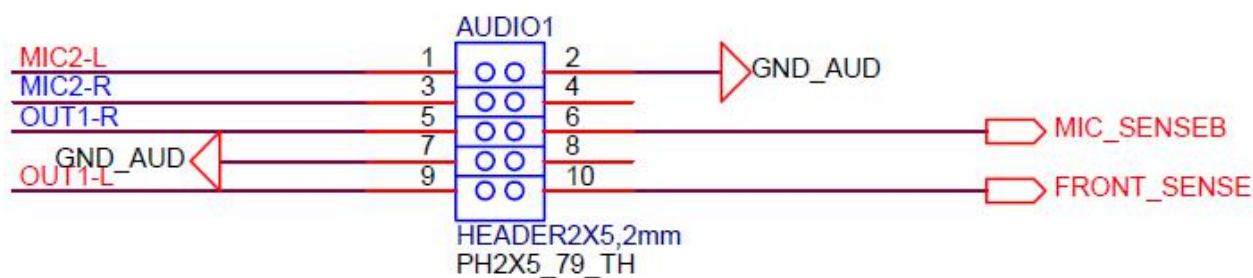 AUDIO1
MIC2-L 1 2 GND_AUD
MIC2-R 3 4
OUT1-R 5 6 MIC_SENSEB
GND_AUD 7 8
OUT1-L 9 10 FRONT_SENSE
HEADER2X5,2mm
PH2X5_79_TH